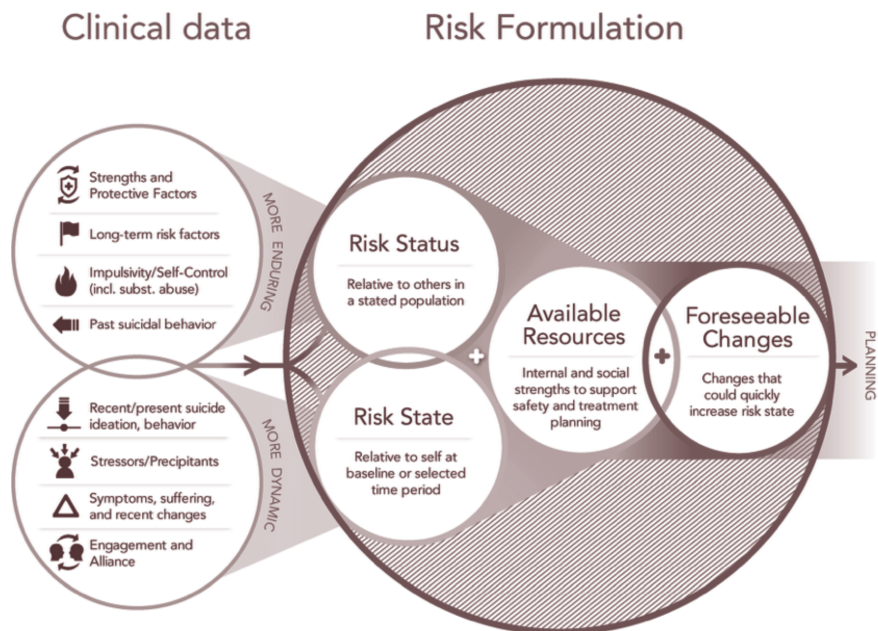 Clinical data
Risk Formulation
Strengths and
Protective Factors
Long-term risk factors
Impulsivity/Self-Control
(incl. subst. abuse)
Past suicidal behavior
MORE ENDURING
Recent/present suicide
ideation, behavior
Stressors/Precipitants
Symptoms, suffering,
and recent changes
Engagement and
Alliance
MORE DYNAMIC
Risk Status
Relative to others in
a stated population
Risk State
Relative to self at
baseline or selected
time period
+
Available
Resources
Internal and social
strengths to support
safety and treatment
planning
+
Foreseeable
Changes
Changes that
could quickly
increase risk state
PLANNING